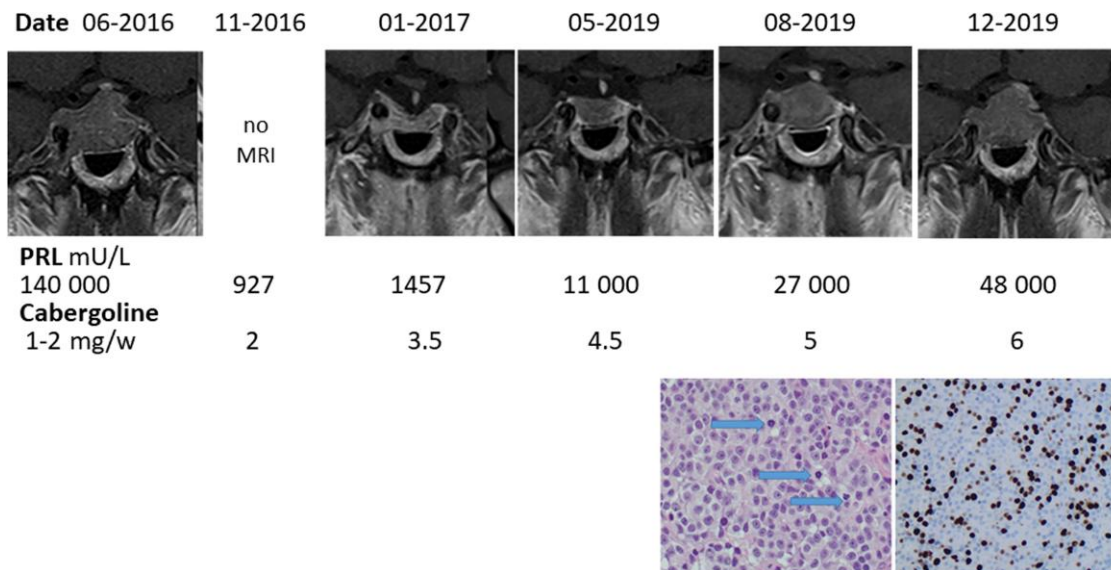 Date 06-2016 11-2016 01-2017 05-2019 08-2019 12-2019
no
MRI
PRL mU/L
140 000 927 1457 11 000 27 000 48 000
Cabergoline
1-2 mg/w 2 3.5 4.5 5 6